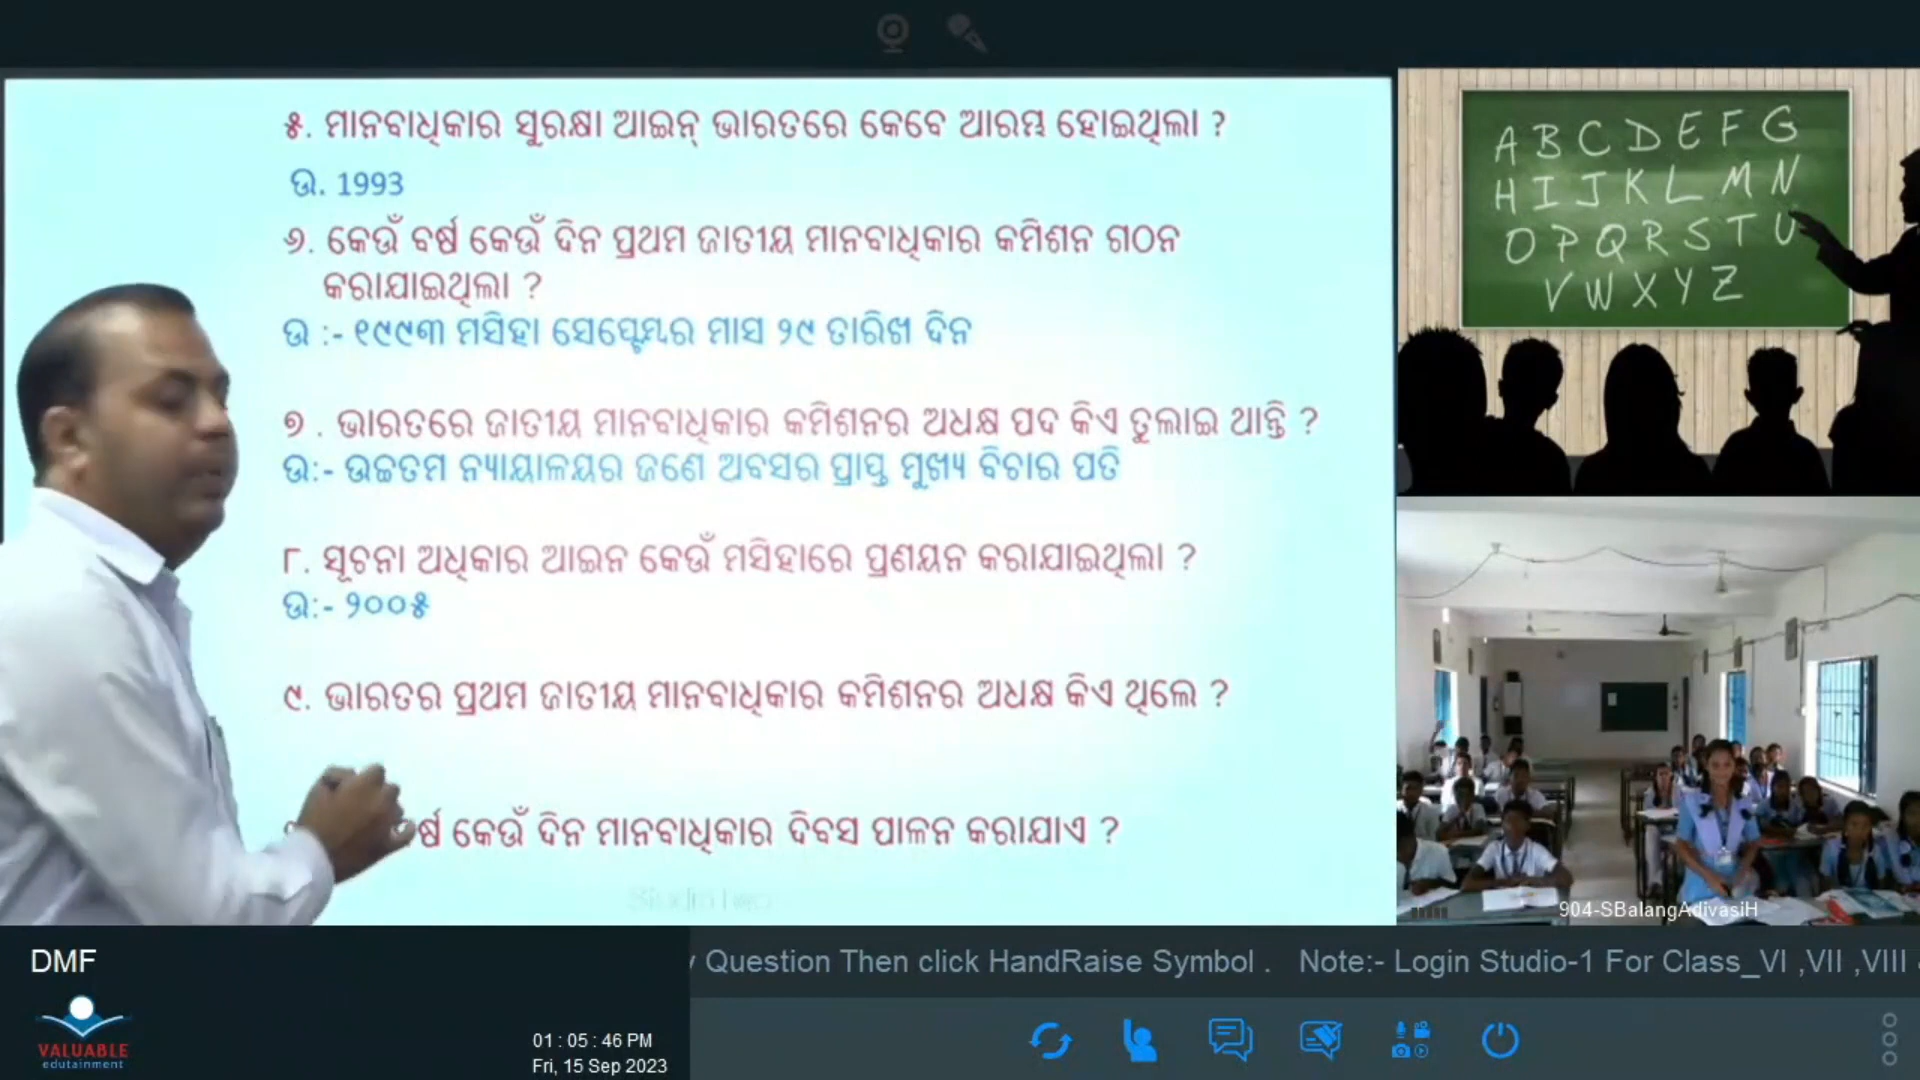 ୫. ମାନବାଧିକାର ସୁରକ୍ଷା ଆଇନ୍ ଭାରତରେ କେବେ ଆରମ୍ଭ ହୋଇଥିଲା ?
ଉ. 1993
୬. କେଉଁ ବର୍ଷ କେଉଁ ଦିନ ପ୍ରଥମ ଜାତୀୟ ମାନବାଧିକାର କମିଶନ ଗଠନ
କରାଯାଇଥିଲା ?
ଉ :- ୧୯୯୩ ମସିହା ସେପ୍ଟେମ୍ବର ମାସ ୨୯ ତାରିଖ ଦିନ
୭ . ଭାରତରେ ଜାତୀୟ ମାନବାଧିକାର କମିଶନର ଅଧକ୍ଷ ପଦ କିଏ ତୁଲାଇ ଥାନ୍ତି ?
ଉ:- ଉଚ୍ଚତମ ନ୍ୟାୟାଳୟର ଜଣେ ଅବସର ପ୍ରାପ୍ତ ମୁଖ୍ୟ ବିଚାର ପତି
୮. ସୂଚନା ଅଧିକାର ଆଇନ କେଉଁ ମସିହାରେ ପ୍ରଣୟନ କରାଯାଇଥିଲା ?
ଉ:- ୨୦୦୫
୯. ଭାରତର ପ୍ରଥମ ଜାତୀୟ ମାନବାଧିକାର କମିଶନର ଅଧକ୍ଷ କିଏ ଥିଲେ ?
କେଉଁ ଦିନ ମାନବାଧିକାର ଦିବସ ପାଳନ କରାଯାଏ ?
A B C D E F G
H I J K L M N
O P Q R S T U
V W X Y Z
904-SBalangAdivasiH
DMF
Question Then click HandRaise Symbol . Note:- Login Studio-1 For Class_VI ,VII ,VIII
VALUABLE
edutainment
01 : 05 : 46 PM
Fri, 15 Sep 2023